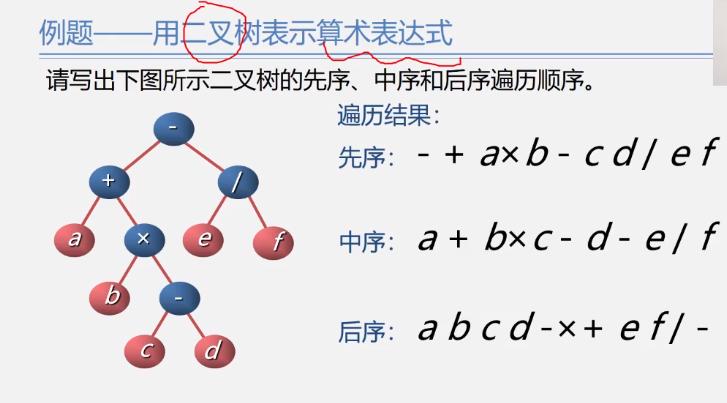 例题——用二叉树表示算术表达式
请写出下图所示二叉树的先序、中序和后序遍历顺序。
遍历结果：
先序： - + a × b - c d / e f
中序： a + b × c - d - e / f
后序： a b c d - × + e f / -
-
+ /
a × e f
b -
c d